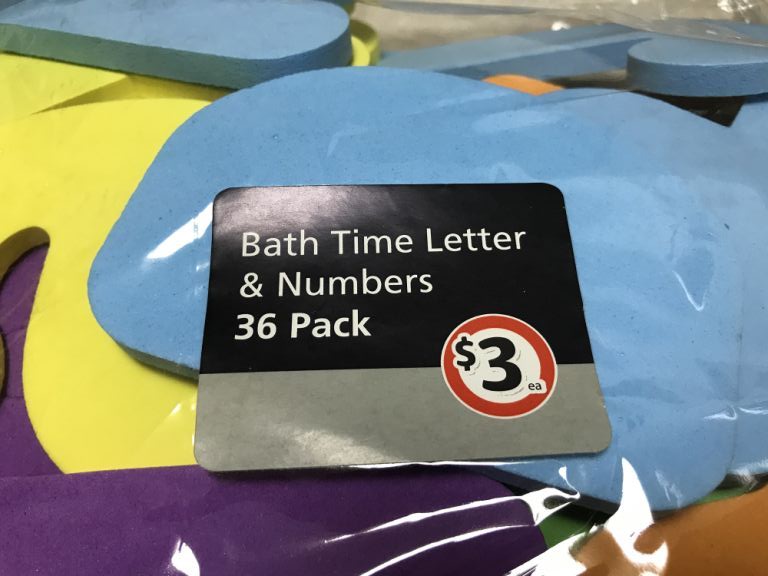 Bath Time Letter
& Numbers
36 Pack
$3 ea